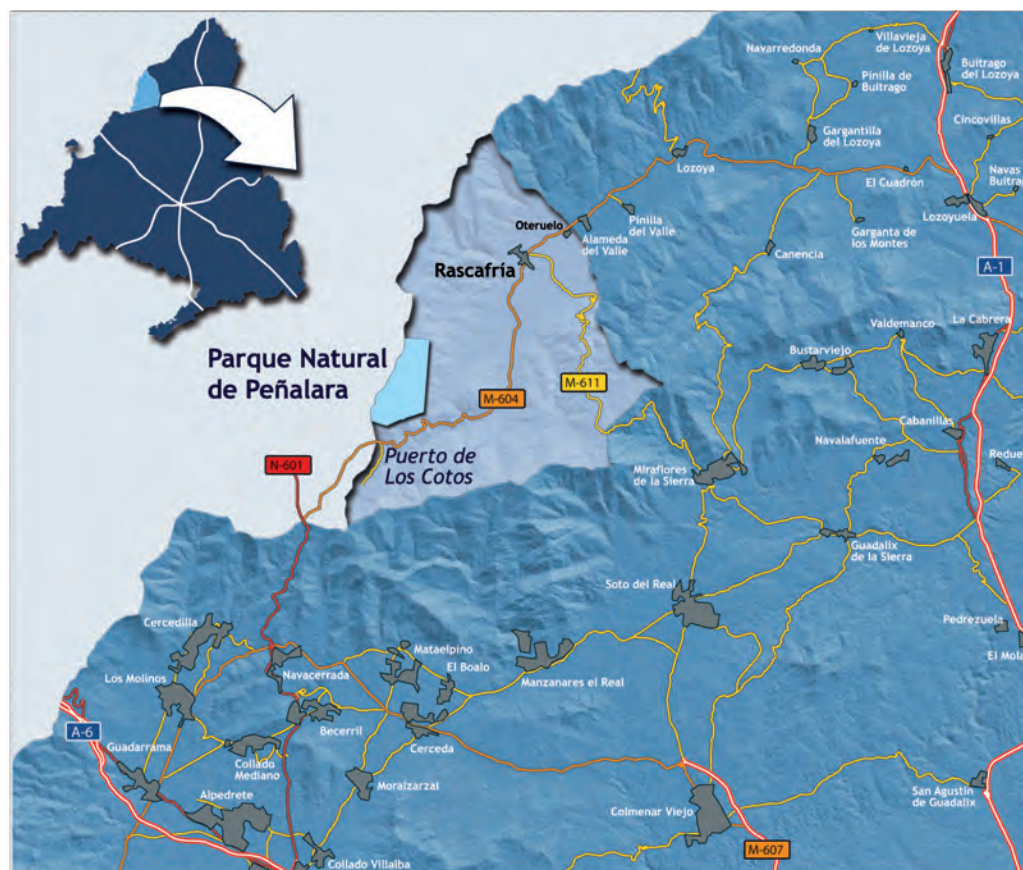 Villavieja
de Lozoya
Navarredonda
Buitrago
del Lozoya
Pinilla de
Buitrago
Cincovillas
Gargantilla
del Lozoya
Lozoya
El Cuadrón
Navas
Buitrag
Lozoyuela
Pinilla
del Valle
Oteruelo
Alameda
del Valle
Garganta de
los Montes
Canencia
Rascafría
A-1
La Cabrera
Valdemanco
Bustarviejo
Parque Natural
de Peñalara
M-611
M-604
Cabanillas
Navalafuente
Puerto de
Los Cotos
N-601
Miraflores
de la Sierra
Redue
Guadalix
de la Sierra
Soto del Real
Cercedilla
Pedrezuela
Mataelpino
El Boalo
El Mola
Los Molinos
Navacerrada
Manzanares el Real
A-6
Becerril
Cerceda
Guadarrama
Collado
Mediano
Moralzarzal
San Agustín
de Guadalix
Alpedrete
Colmenar Viejo
M-607
Collado Villalba